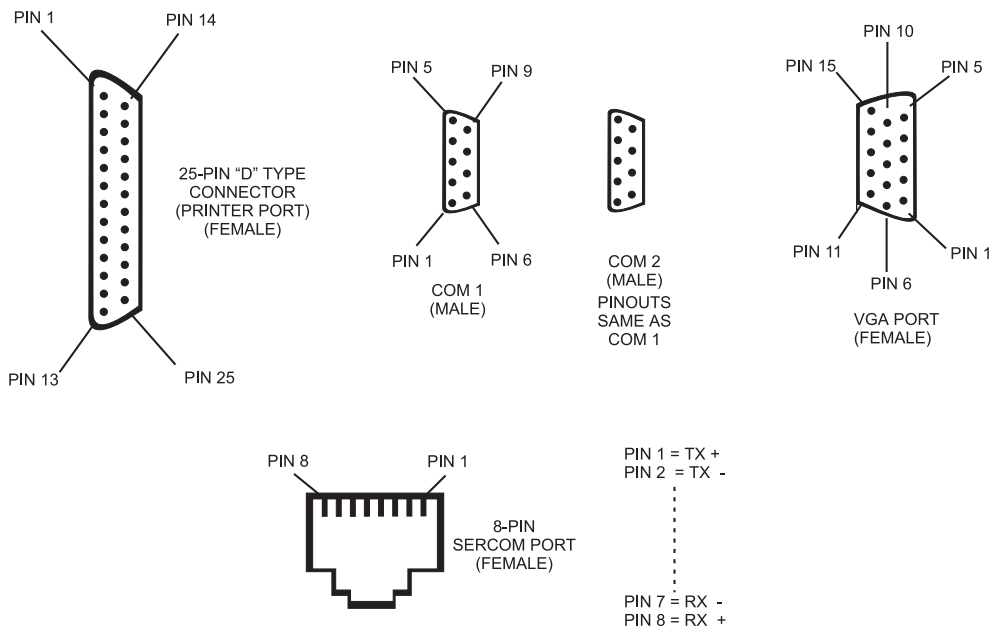 PIN 1
PIN 14
25-PIN “D” TYPE
CONNECTOR
(PRINTER PORT)
(FEMALE)
PIN 13
PIN 25
PIN 5
PIN 9
PIN 1
PIN 6
COM 1
(MALE)
COM 2
(MALE)
PINOUTS
SAME AS
COM 1
PIN 10
PIN 15
PIN 5
PIN 11
PIN 1
PIN 6
VGA PORT
(FEMALE)
PIN 8
PIN 1
8-PIN
SERCOM PORT
(FEMALE)
PIN 1 = TX +
PIN 2 = TX -
PIN 7 = RX -
PIN 8 = RX +